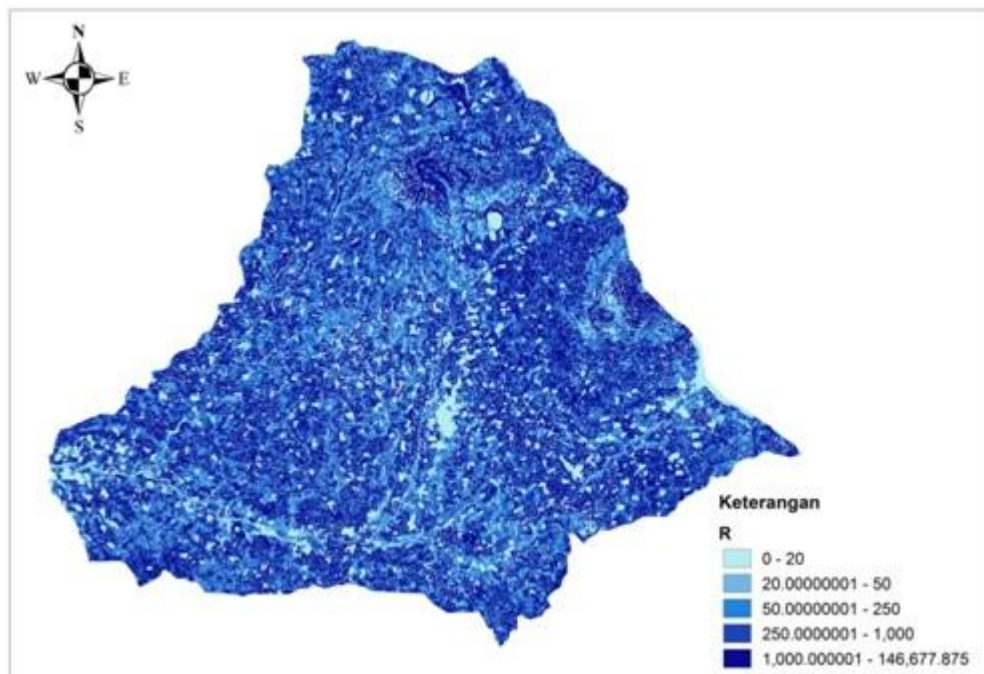 N
W E
S
Keterangan
R
0 - 20
20.00000001 - 50
50.00000001 - 250
250.0000001 - 1,000
1,000.000001 - 146,677.875